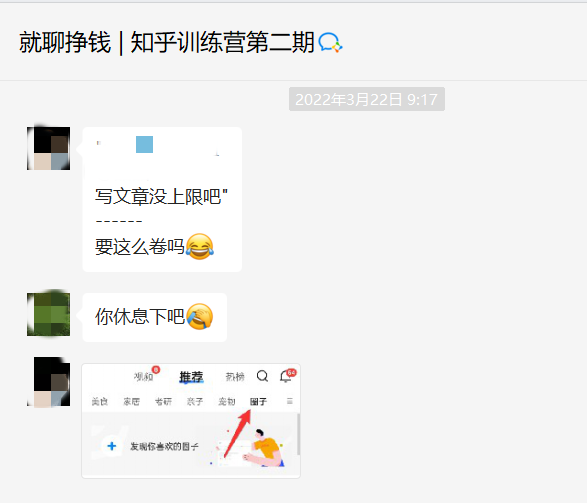 就聊挣钱 | 知乎训练营第二期
2022年3月22日 9:17
写文章没上限吧"
------
要这么卷吗😂
你休息下吧
推荐 热榜
美食 家居 考研 亲子 宠物 圈子
发现你喜欢的圈子